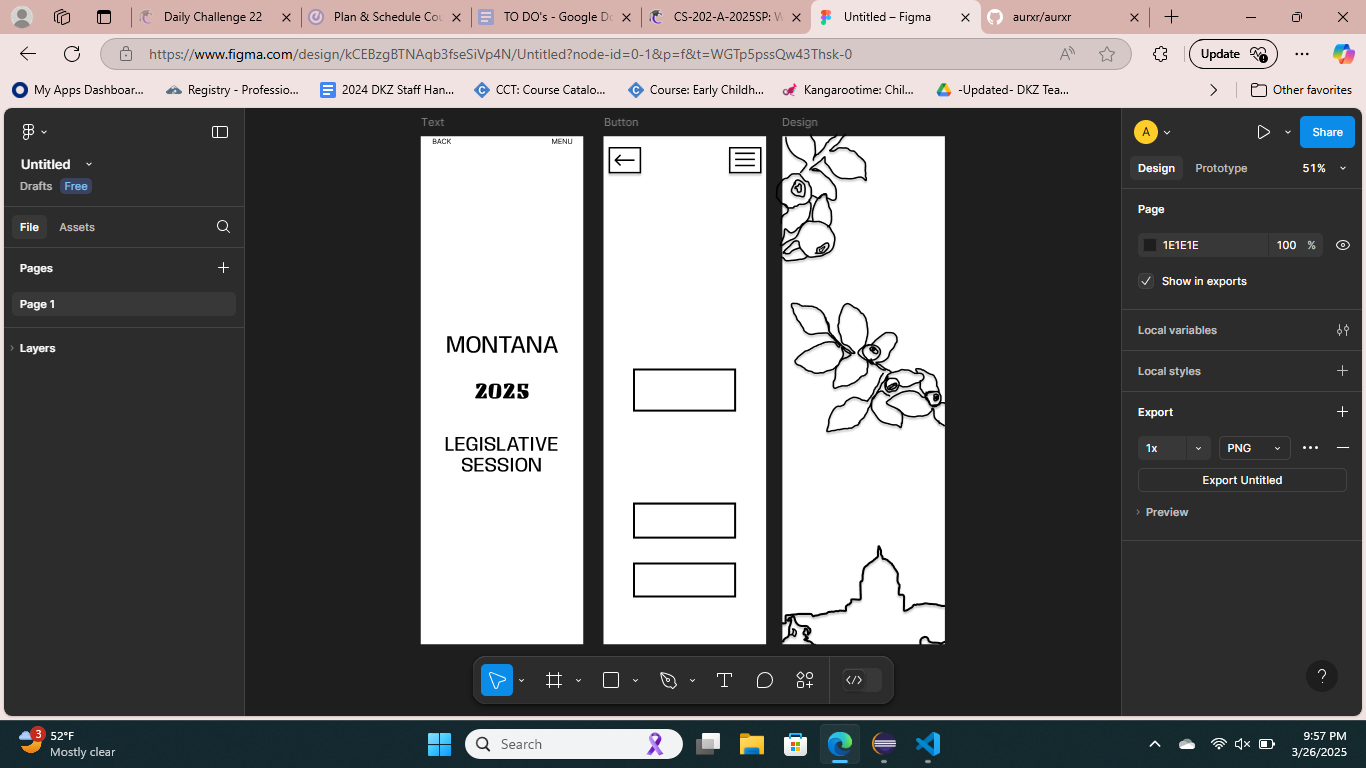 Daily Challenge 22
Plan & Schedule Cou
TO DO's - Google Do
CS-202-A-2025SP: W
Untitled – Figma
aurxr/aurxr
https://www.figma.com/design/kCEBzgBTNAqb3fseSiVp4N/Untitled?node-id=0-1&p=f&t=WGTp5pssQw43Thsk-0
Update
My Apps Dashboar...
Registry - Professio...
2024 DKZ Staff Han...
CCT: Course Catalo...
Course: Early Childh...
Kangarootime: Chil...
-Updated- DKZ Tea...
Other favorites
Untitled
Drafts
Free
File
Assets
Pages
Page 1
Layers
Text
BACK
MENU
MONTANA
2025
LEGISLATIVE
SESSION
Button
Design
A
Share
Design
Prototype
51%
Page
1E1E1E
100
%
Show in exports
Local variables
Local styles
Export
1x
PNG
Export Untitled
Preview
?
3
52°F
Mostly clear
Search
9:57 PM
3/26/2025